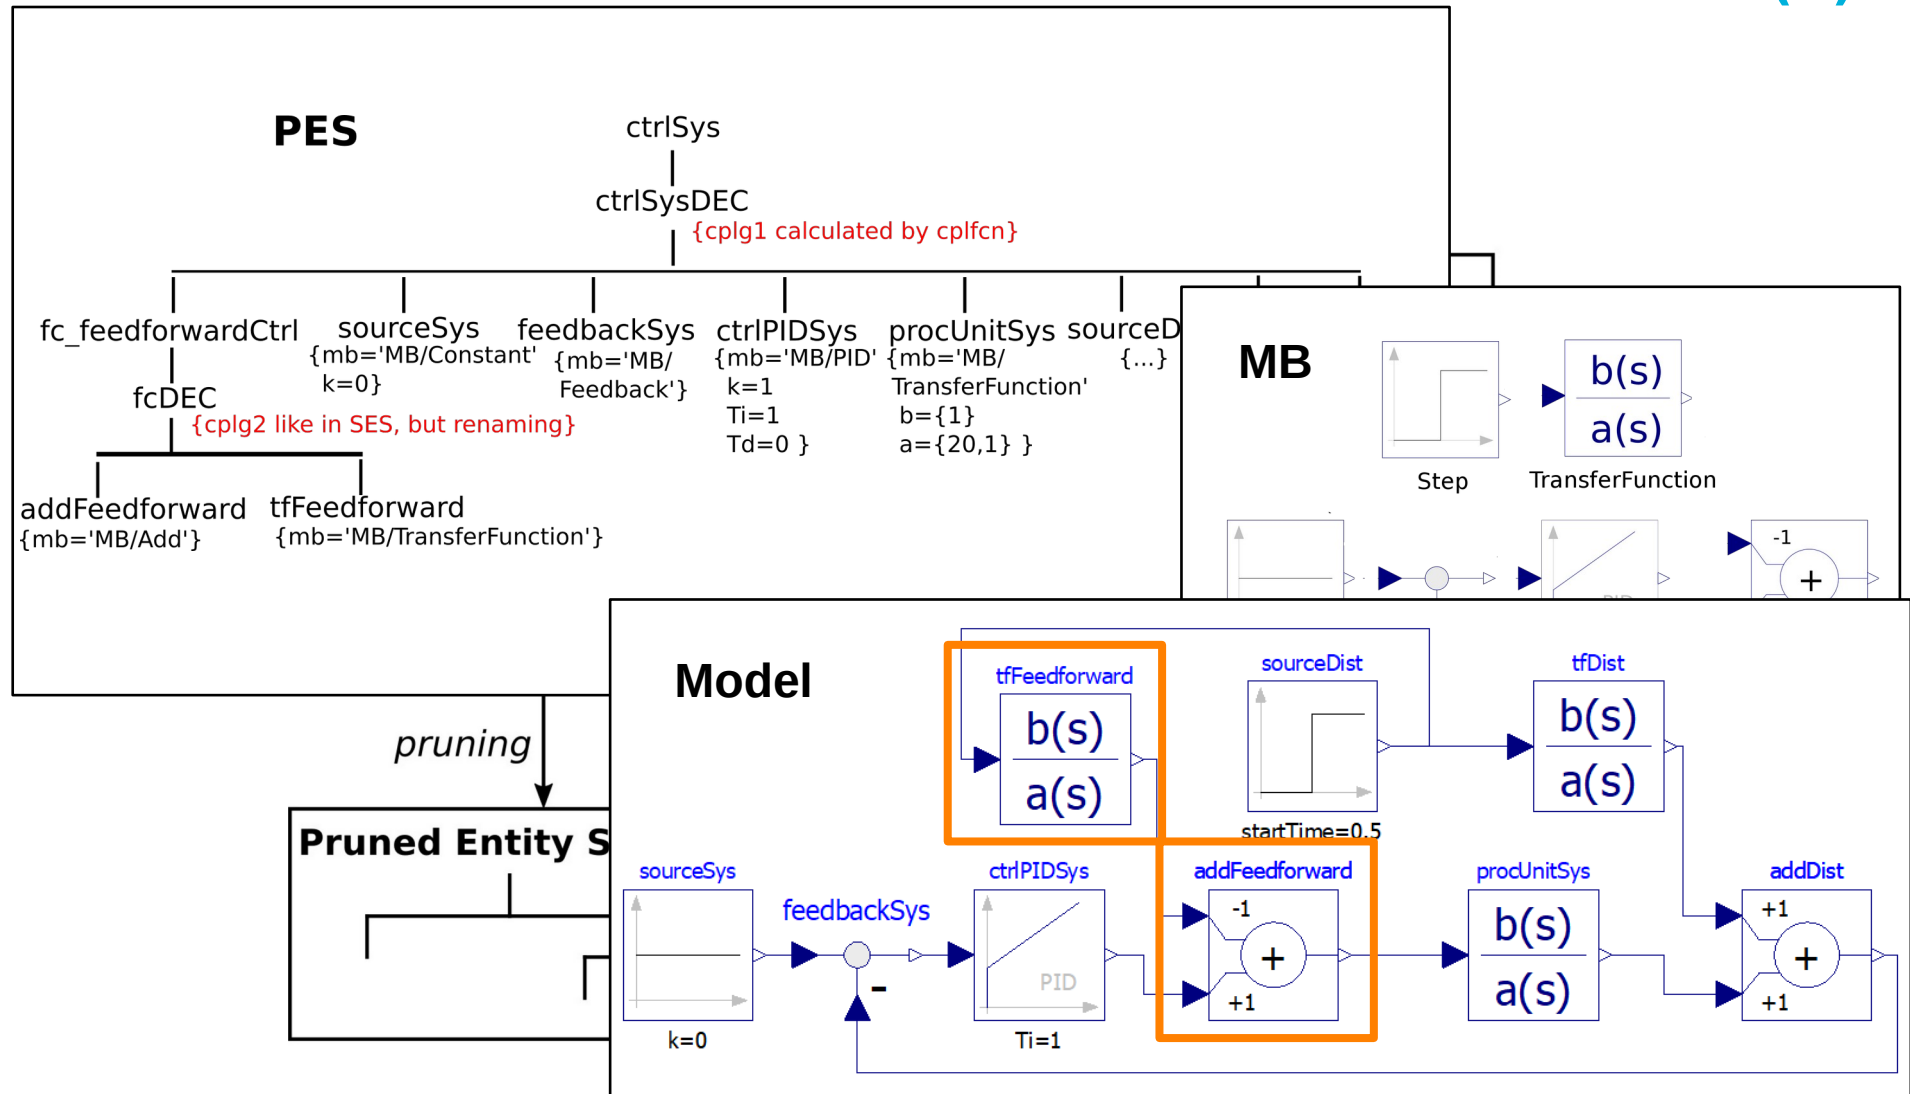 PES
ctrlSys
ctrlSysDEC
{cplg1 calculated by cplfcn}
fc_feedforwardCtrl
sourceSys
{mb='MB/Constant'
k=0}
feedbackSys
{mb='MB/
Feedback'}
ctrlPIDSys
{mb='MB/PID'
k=1
Ti=1
Td=0 }
procUnitSys
{mb='MB/
TransferFunction'
b={1}
a={20,1} }
sourceD
{...}
fcDEC
{cplg2 like in SES, but renaming}
addFeedforward
{mb='MB/Add'}
tfFeedforward
{mb='MB/TransferFunction'}
MB
Step
b(s)
a(s)
TransferFunction
-1
+
pruning
Pruned Entity S
Model
tfFeedforward
b(s)
a(s)
sourceDist
startTime=0.5
tfDist
b(s)
a(s)
sourceSys
k=0
feedbackSys
-
ctrlPIDSys
PID
Ti=1
addFeedforward
-1
+
+1
procUnitSys
b(s)
a(s)
addDist
+1
+
+1